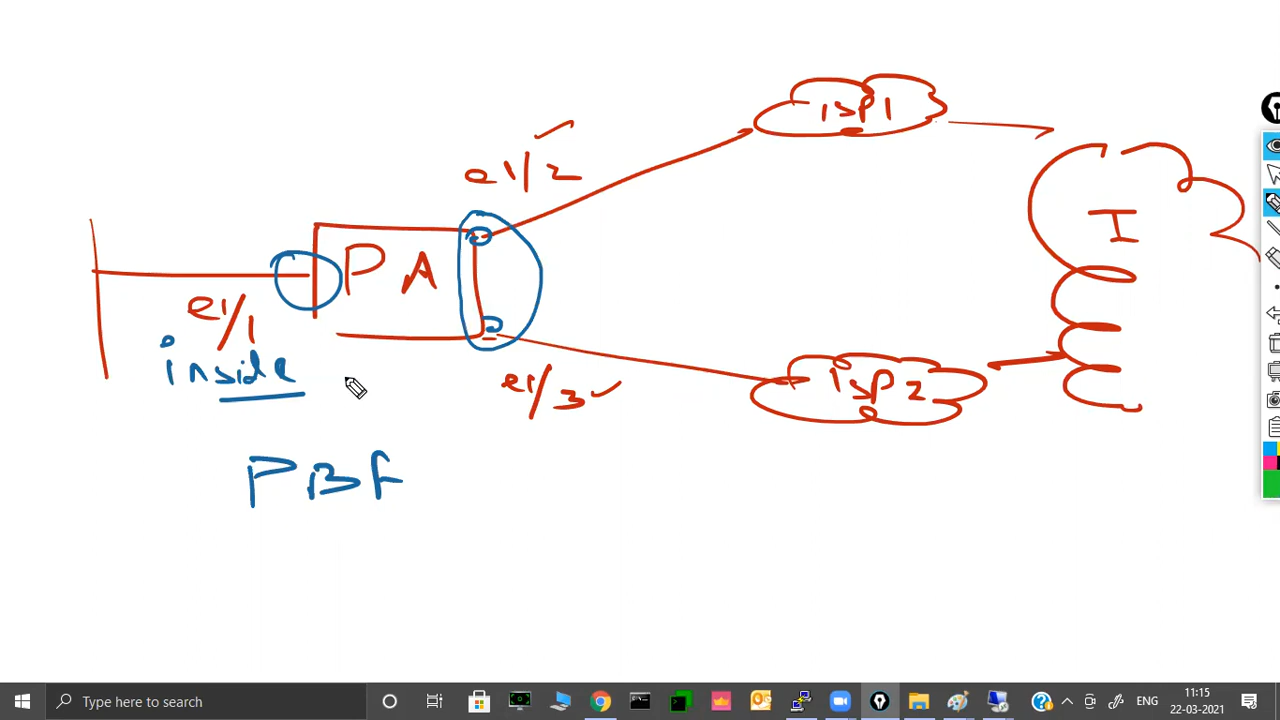 ISP1
e1/2
I
PA
e1/1
inside
e1/3
ISP2
PBF
Type here to search
ENG
11:15
22-03-2021